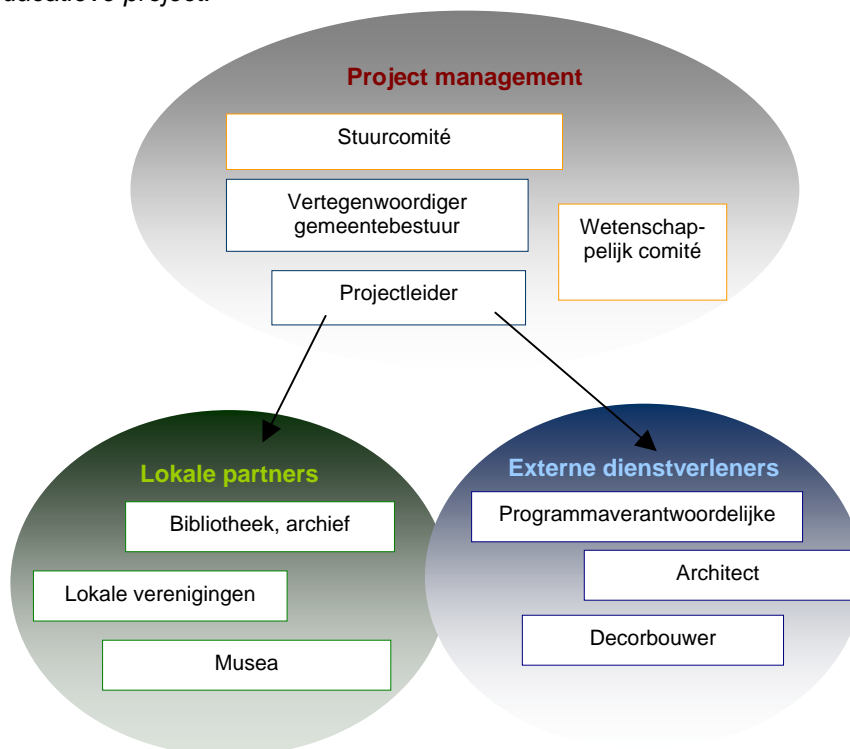 project.
Project management
Stuurcomité
Vertegenwoordiger
gemeentebestuur
Wetenschap-
pelijk comité
Projectleider
Lokale partners
Bibliotheek, archief
Lokale verenigingen
Musea
Externe dienstverleners
Programmaverantwoordelijke
Architect
Decorbouwer